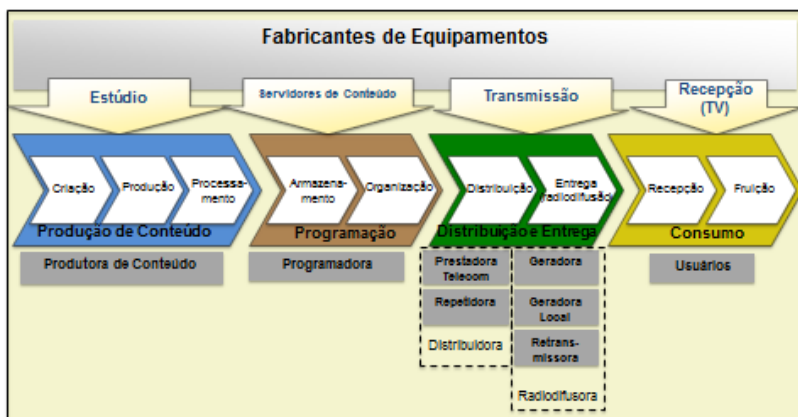 Fabricantes de Equipamentos
Estúdio
Servidores de Conteúdo
Transmissão
Recepção
(TV)
Criação
Produção
Processa-
mento
Armazena-
mento
Organização
Distribuição
Entrega
(radiodifusão)
Recepção
Fruição
Produção de Conteúdo
Programação
Distribuição e Entrega
Consumo
Produtora de Conteúdo
Programadora
Prestadora
Telecom
Repetidora
Distribuidora
Geradora
Geradora
Local
Retrans-
missora
Radiodifusora
Usuários